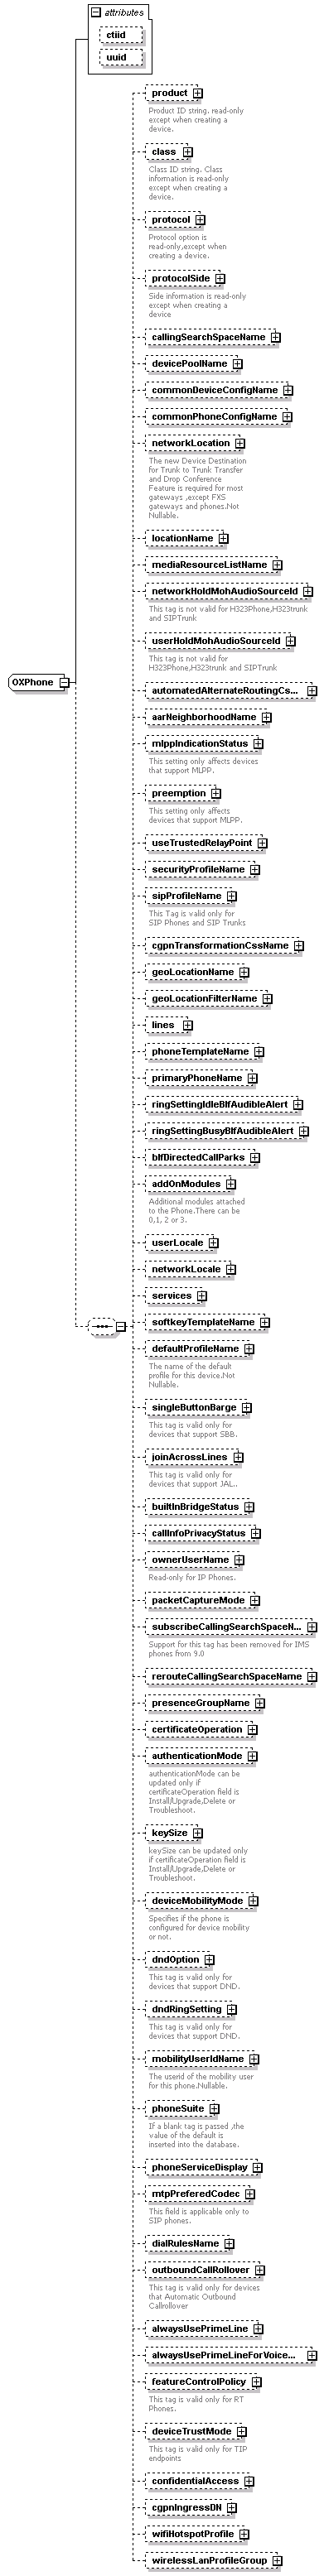 attributes
ctiid
uuid
product
Product ID string. read-only
except when creating a
device.
class
Class ID string. Class
information is read-only
except when creating a
device.
protocol
Protocol option is
read-only,except when
creating a device.
protocolSide
Side information is read-only
except when creating a
device
callingSearchSpaceName
devicePoolName
commonDeviceConfigName
commonPhoneConfigName
networkLocation
The new Device Destination
for Trunk to Trunk Transfer
and Drop Conference
Feature is required for most
gateways ,except FXS
gateways and phones.Not
Nullable.
locationName
mediaResourceListName
networkHoldMohAudioSourceId
This tag is not valid for H323Phone,H323trunk
and SIPTrunk
userHoldMohAudioSourceId
This tag is not valid for
H323Phone,H323trunk and SIPTrunk
OXPhone
automatedAlternateRoutingCs...
aarNeighborhoodName
mlppIndicationStatus
This setting only affects devices
that support MLPP.
preemption
This setting only affects
devices that support MLPP.
useTrustedRelayPoint
securityProfileName
sipProfileName
This Tag is valid only for
SIP Phones and SIP Trunks
cgpnTransformationCssName
geoLocationName
geoLocationFilterName
lines
phoneTemplateName
primaryPhoneName
ringSettingIdleBlfAudibleAlert
ringSettingBusyBlfAudibleAlert
blfDirectedCallParks
addOnModules
Additional modules attached
to the Phone.There can be
0,1, 2 or 3.
userLocale
networkLocale
services
softkeyTemplateName
defaultProfileName
The name of the default
profile for this device.Not
Nullable.
singleButtonBarge
This tag is valid only for
devices that support SBB.
joinAcrossLines
This tag is valid only for
devices that support JAL.
builtInBridgeStatus
callInfoPrivacyStatus
ownerUserName
Read-only for IP Phones.
packetCaptureMode
subscribeCallingSearchSpaceN...
Support for this tag has been removed for IMS
phones from 9.0
rerouteCallingSearchSpaceName
presenceGroupName
certificateOperation
authenticationMode
authenticationMode can be
updated only if
certificateOperation field is
Install/Upgrade,Delete or
Troubleshoot.
keySize
keySize can be updated only
if certificateOperation field is
Install/Upgrade,Delete or
Troubleshoot.
deviceMobilityMode
Specifies if the phone is
configured for device mobility
or not.
dndOption
This tag is valid only for
devices that support DND.
dndRingSetting
This tag is valid only for
devices that support DND.
mobilityUserIdName
The userid of the mobility user
for this phone.Nullable.
phoneSuite
If a blank tag is passed ,the
value of the default is
inserted into the database.
phoneServiceDisplay
mtpPreferedCodec
This field is applicable only to
SIP phones.
dialRulesName
outboundCallRollover
This tag is valid only for devices
that Automatic Outbound
Callrollover
alwaysUsePrimeLine
alwaysUsePrimeLineForVoice...
featureControlPolicy
This tag is valid only for RT
Phones.
deviceTrustMode
This tag is valid only for TIP
endpoints
confidentialAccess
cgpnIngressDN
wifiHotspotProfile
wirelessLanProfileGroup